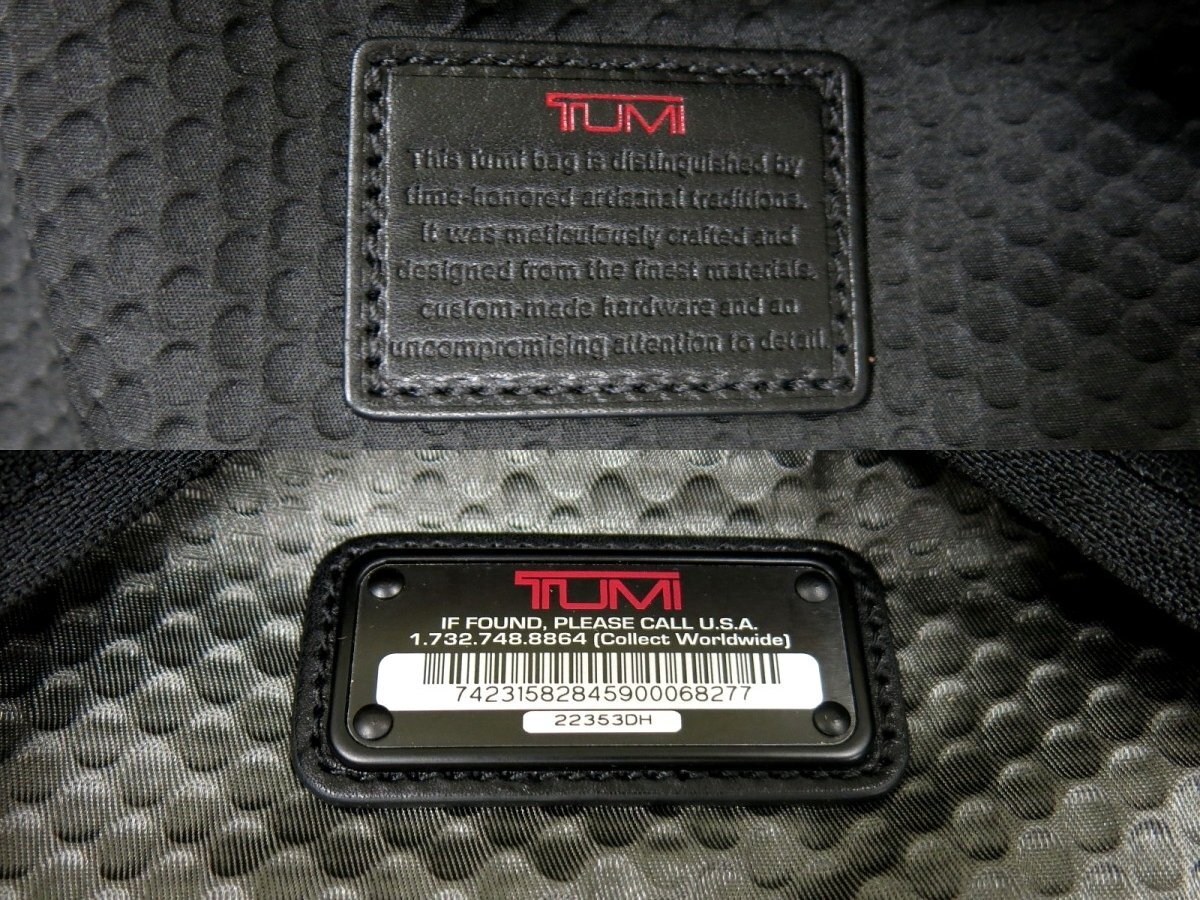 TUMI
This Tumi bag is distinguished by
time-honored artisanal traditions.
It was meticulously crafted and
designed from the finest materials,
custom-made hardware and an
uncompromising attention to detail.
TUMI
IF FOUND, PLEASE CALL U.S.A.
1.732.748.8864 (Collect Worldwide)
74231582845900068277
22353DH